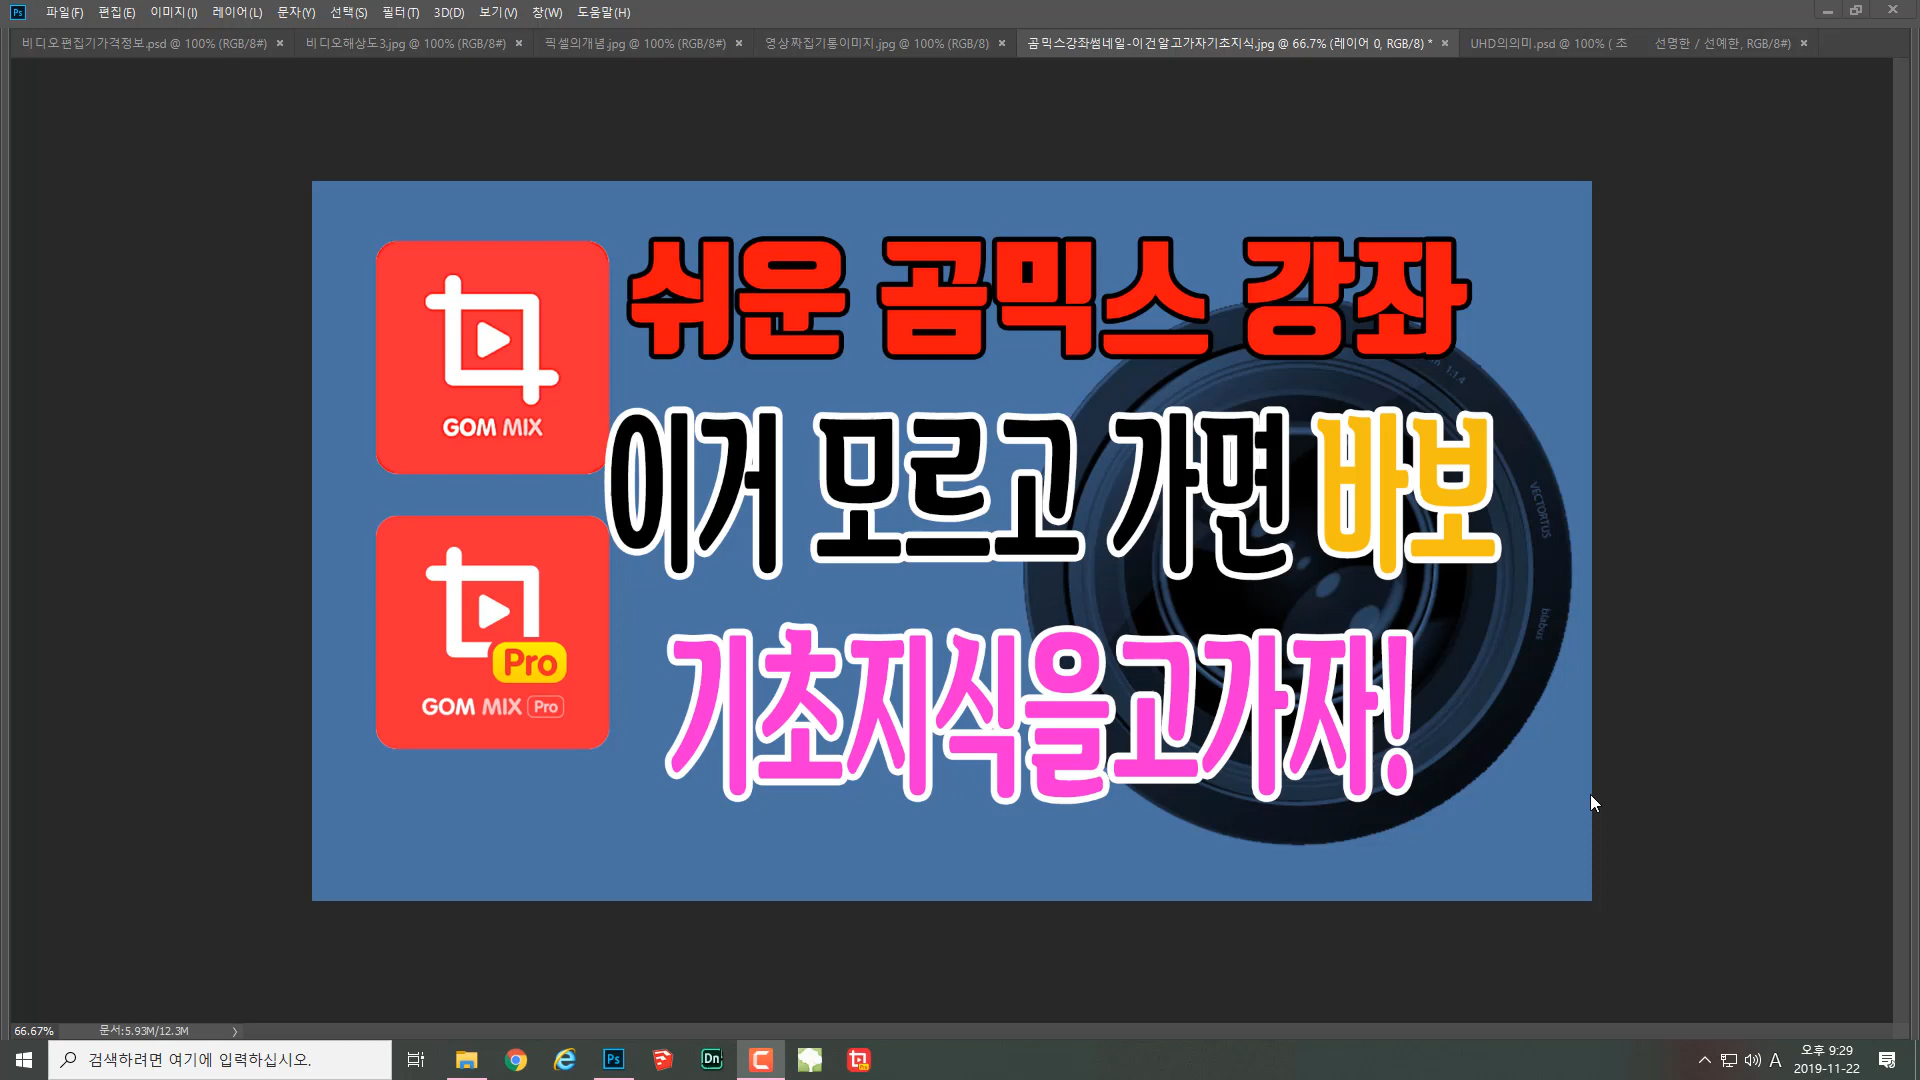 Ps 파일(F) 편집(E) 이미지(I) 레이어(L) 문자(Y) 선택(S) 필터(T) 3D(D) 보기(V) 창(W) 도움말(H)
비디오편집기가격정보.psd @ 100% (RGB/8#) × 비디오해상도3.jpg @ 100% (RGB/8#) × 픽셀의개념.jpg @ 100% (RGB/8#) × 영상짜집기통이미지.jpg @ 100% (RGB/8) × 곰믹스강좌썸네일-이건알고가자기초지식.jpg @ 66.7% (레이어 0, RGB/8) * × UHD의의미.psd @ 100% ( 초 선명한 / 선예한, RGB/8#) ×
쉬운 곰믹스 강좌
GOM MIX
1:1.4
이거 모르고 가면 바보
VECTORTUS
blabus
Pro
GOM MIX Pro
기초지식을고가자!
66.67% 문서:5.93M/12.3M
검색하려면 여기에 입력하십시오.
Ps
Dn
A
오후 9:29
2019-11-22